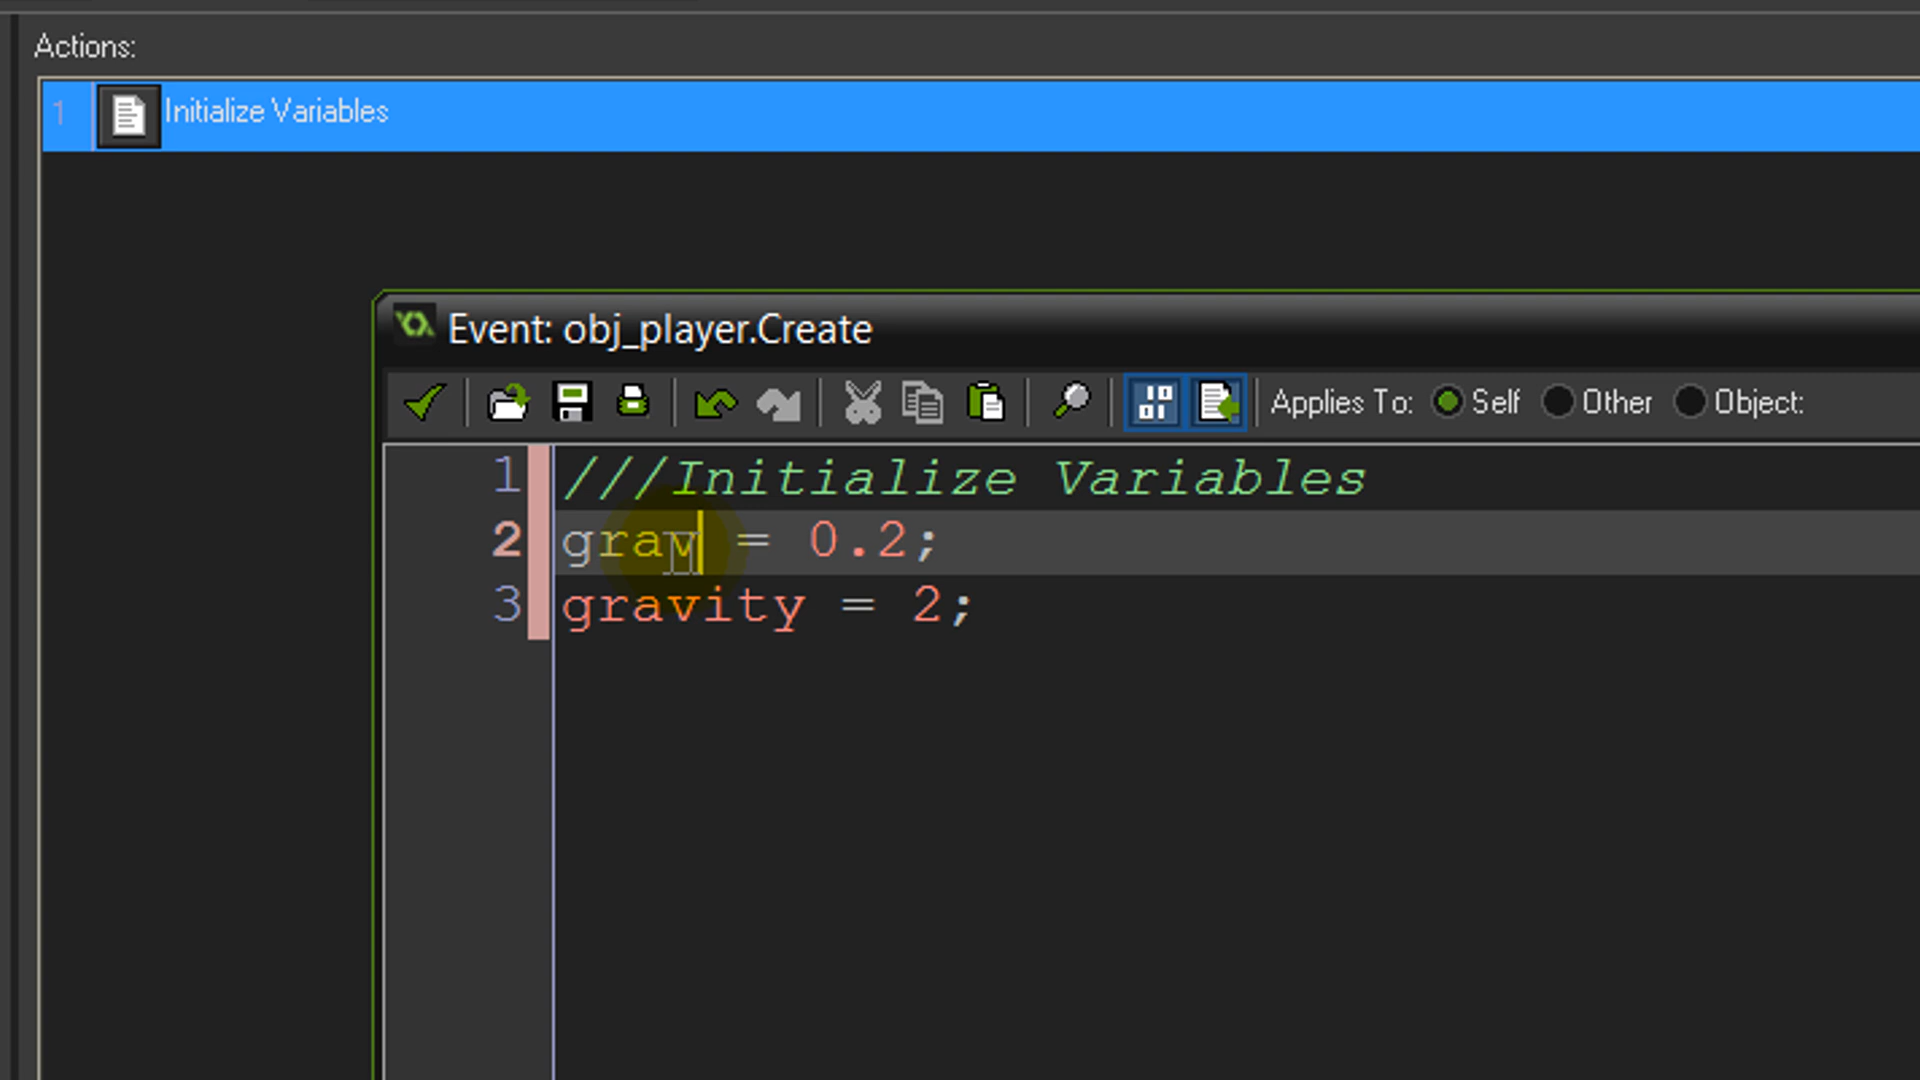 Actions:
1 Initialize Variables
Event: obj_player.Create
Applies To: Self Other Object:
1 ///Initialize Variables
2 grav = 0.2;
3 gravity = 2;